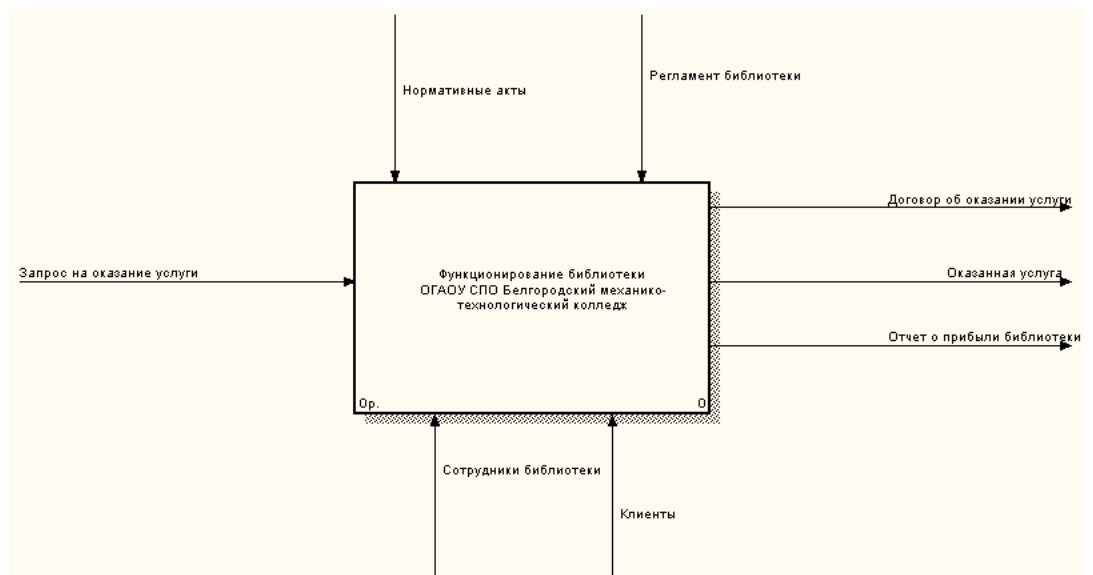 Регламент библиотеки
Нормативные акты
Договор об оказании услуги
Запрос на оказание услуги
Функционирование библиотеки
ОГАОУ СПО Белгородский механико-
технологический колледж
Оказанная услуга
Отчет о прибыли библиотеки
0р.
0
Сотрудники библиотеки
Клиенты